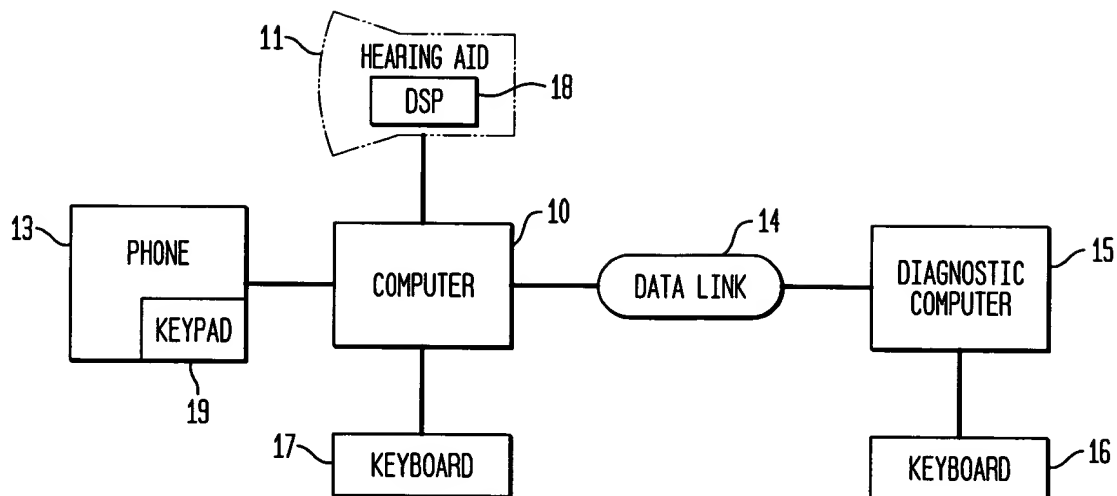 11
HEARING AID
DSP
18
13
PHONE
KEYPAD
19
10
COMPUTER
14
DATA LINK
15
DIAGNOSTIC
COMPUTER
17
KEYBOARD
KEYBOARD
16